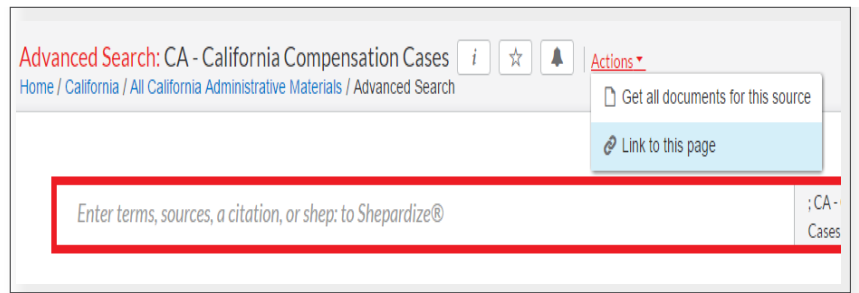 Advanced Search: CA - California Compensation Cases i Actions
Home / California / All California Administrative Materials / Advanced Search
Get all documents for this source
Link to this page
Enter terms, sources, a citation, or shep: to Shepardize®
; CA -
Cases